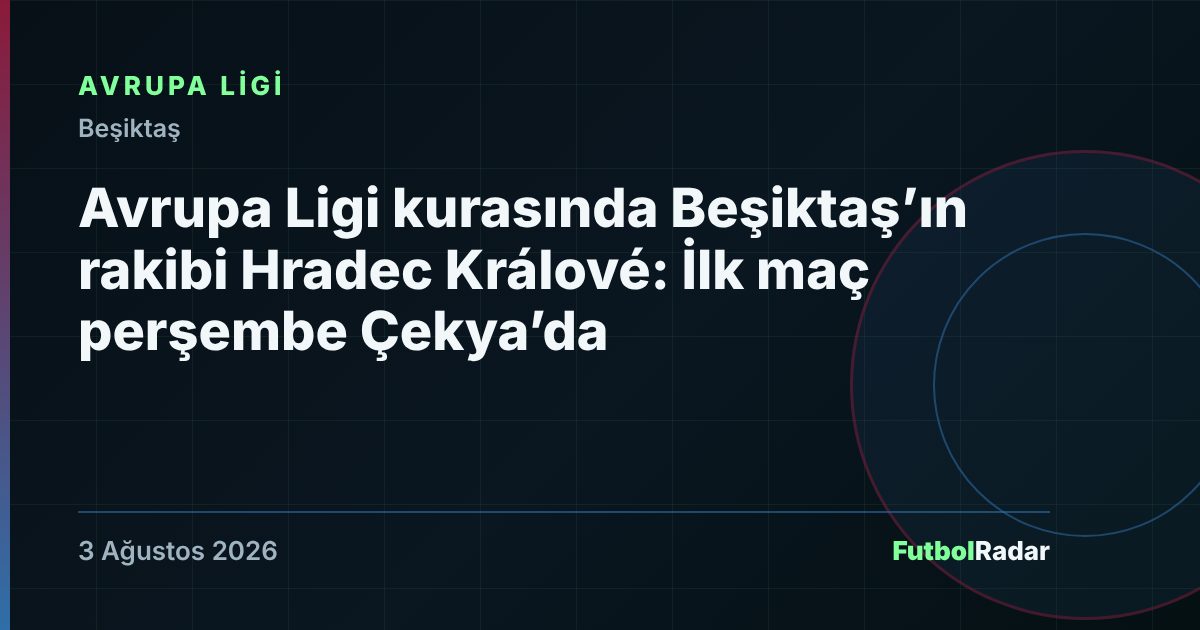 AVRUPA LİGİ
Beşiktaş
Avrupa Ligi kurasında Beşiktaş’ın
rakibi Hradec Králové: İlk maç
perşembe Çekya’da
3 Ağustos 2026
FutbolRadar